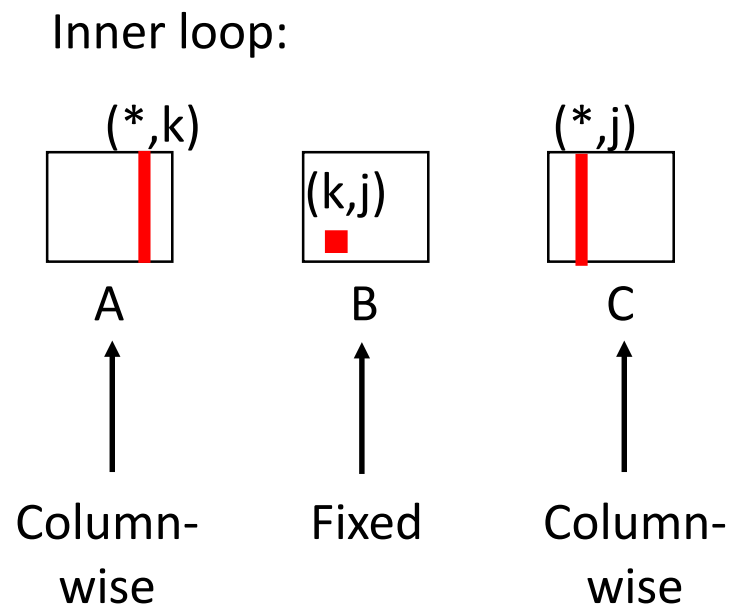 Inner loop:
(*,k)
(*,j)
(k,j)
A
B
C
Column-
wise
Fixed
Column-
wise